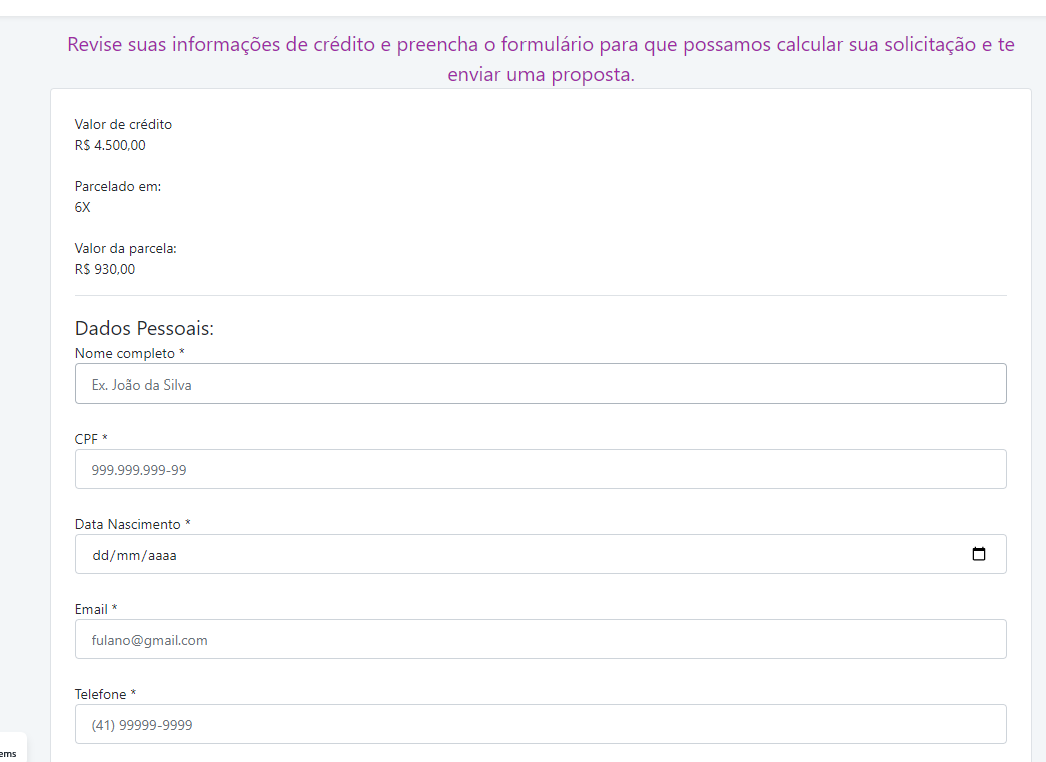 Revise suas informações de crédito e preencha o formulário para que possamos calcular sua solicitação e te
enviar uma proposta.
Valor de crédito
R$ 4.500,00
Parcelado em:
6X
Valor da parcela:
R$ 930,00
Dados Pessoais:
Nome completo *
Ex. João da Silva
CPF *
999.999.999-99
Data Nascimento *
dd/mm/aaaa
Email *
fulano@gmail.com
Telefone *
(41) 99999-9999
ems